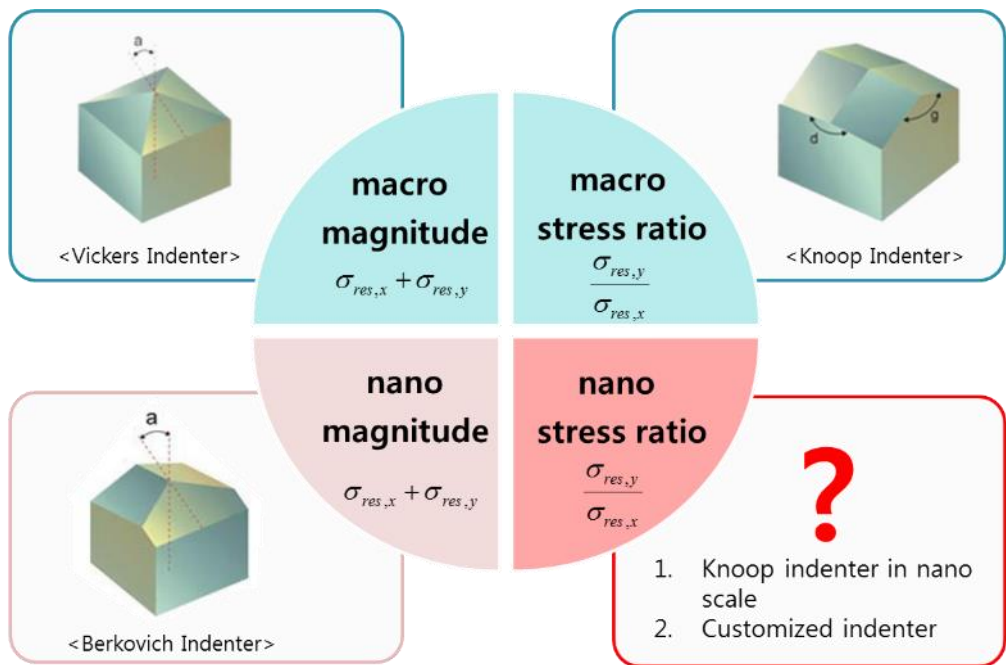 a
<Vickers Indenter>
macro
magnitude
σres,x + σres,y
macro
stress ratio
σres,y
σres,x
d
g
<Knoop Indenter>
a
<Berkovich Indenter>
nano
magnitude
σres,x + σres,y
nano
stress ratio
σres,y
σres,x
?
1. Knoop indenter in nano
scale
2. Customized indenter